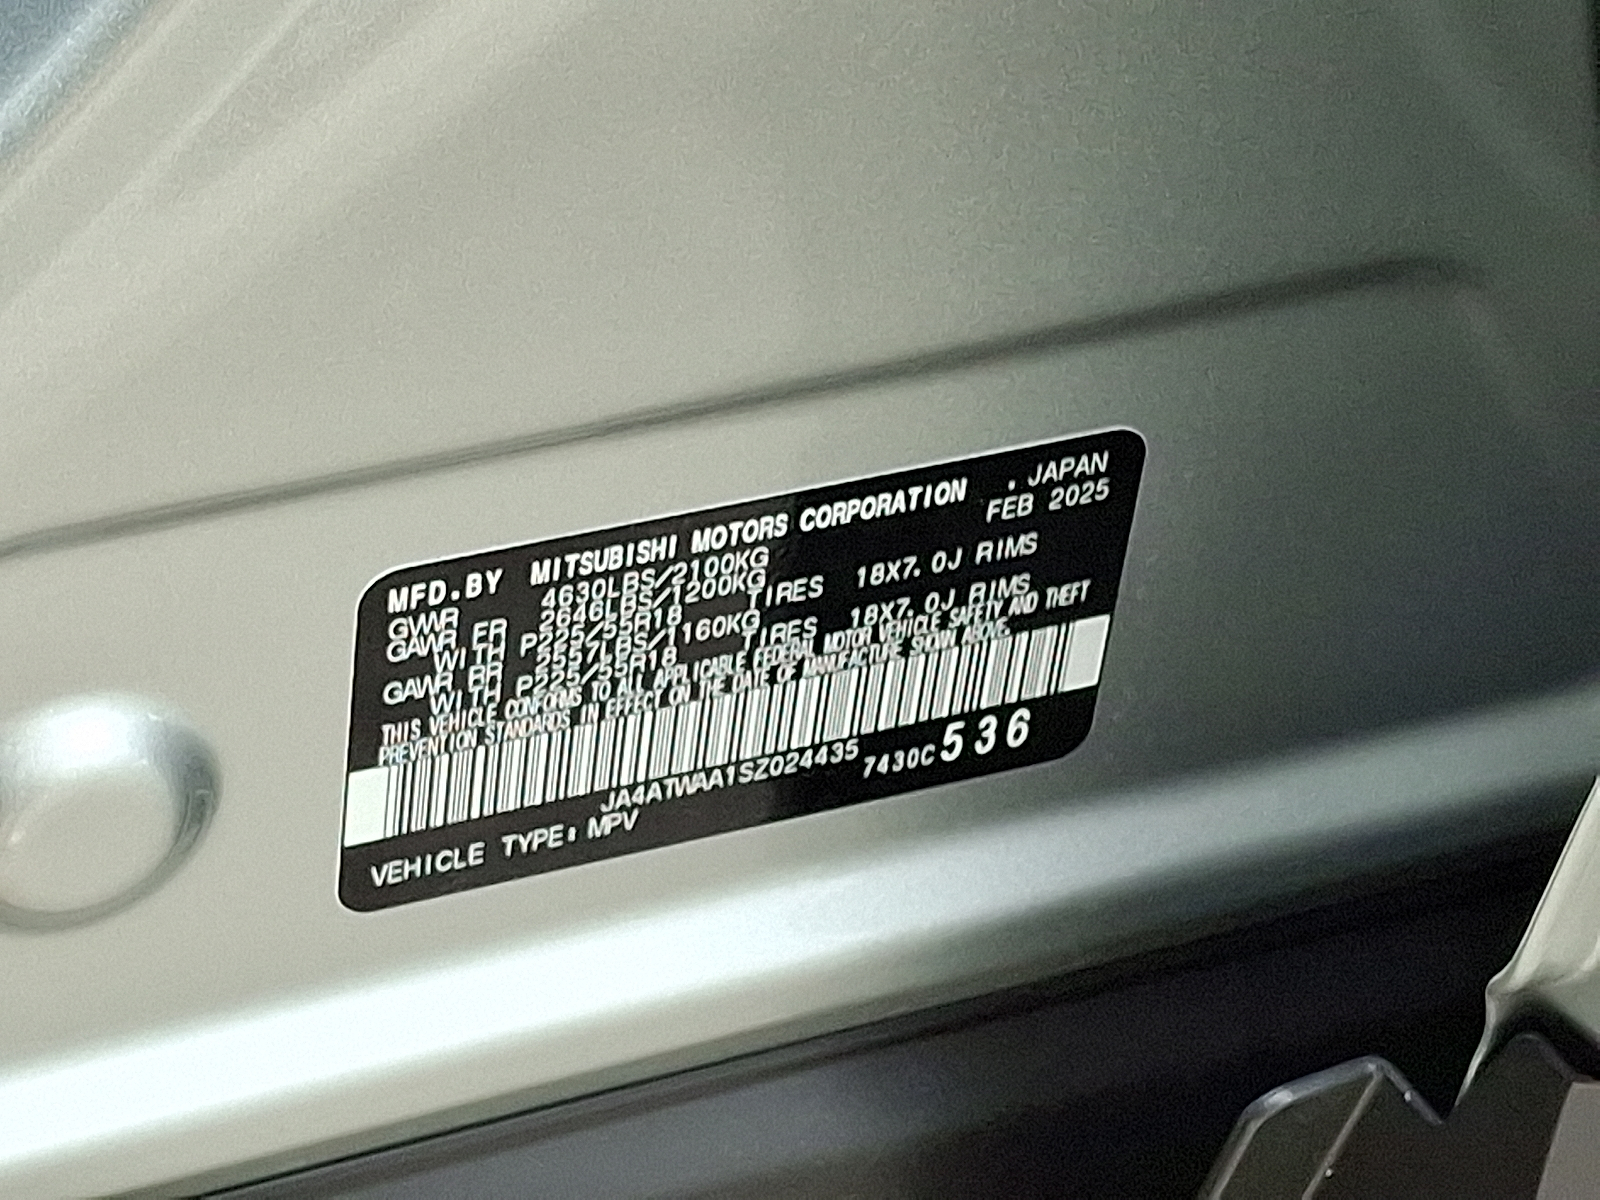 MFD.BY MITSUBISHI MOTORS CORPORATION . JAPAN
FEB 2025
GVWR 4630LBS/2100KG
GAWR FR 2646LBS/1200KG
WITH P225/55R18 TIRES 18X7.0J RIMS
GAWR RR 2557LBS/1160KG
WITH P225/55R18 TIRES 18X7.0J RIMS
THIS VEHICLE CONFORMS TO ALL APPLICABLE FEDERAL MOTOR VEHICLE SAFETY AND THEFT
PREVENTION STANDARDS IN EFFECT ON THE DATE OF MANUFACTURE SHOWN ABOVE.
JA4ATWAA1SZ024435 7430C 536
VEHICLE TYPE: MPV